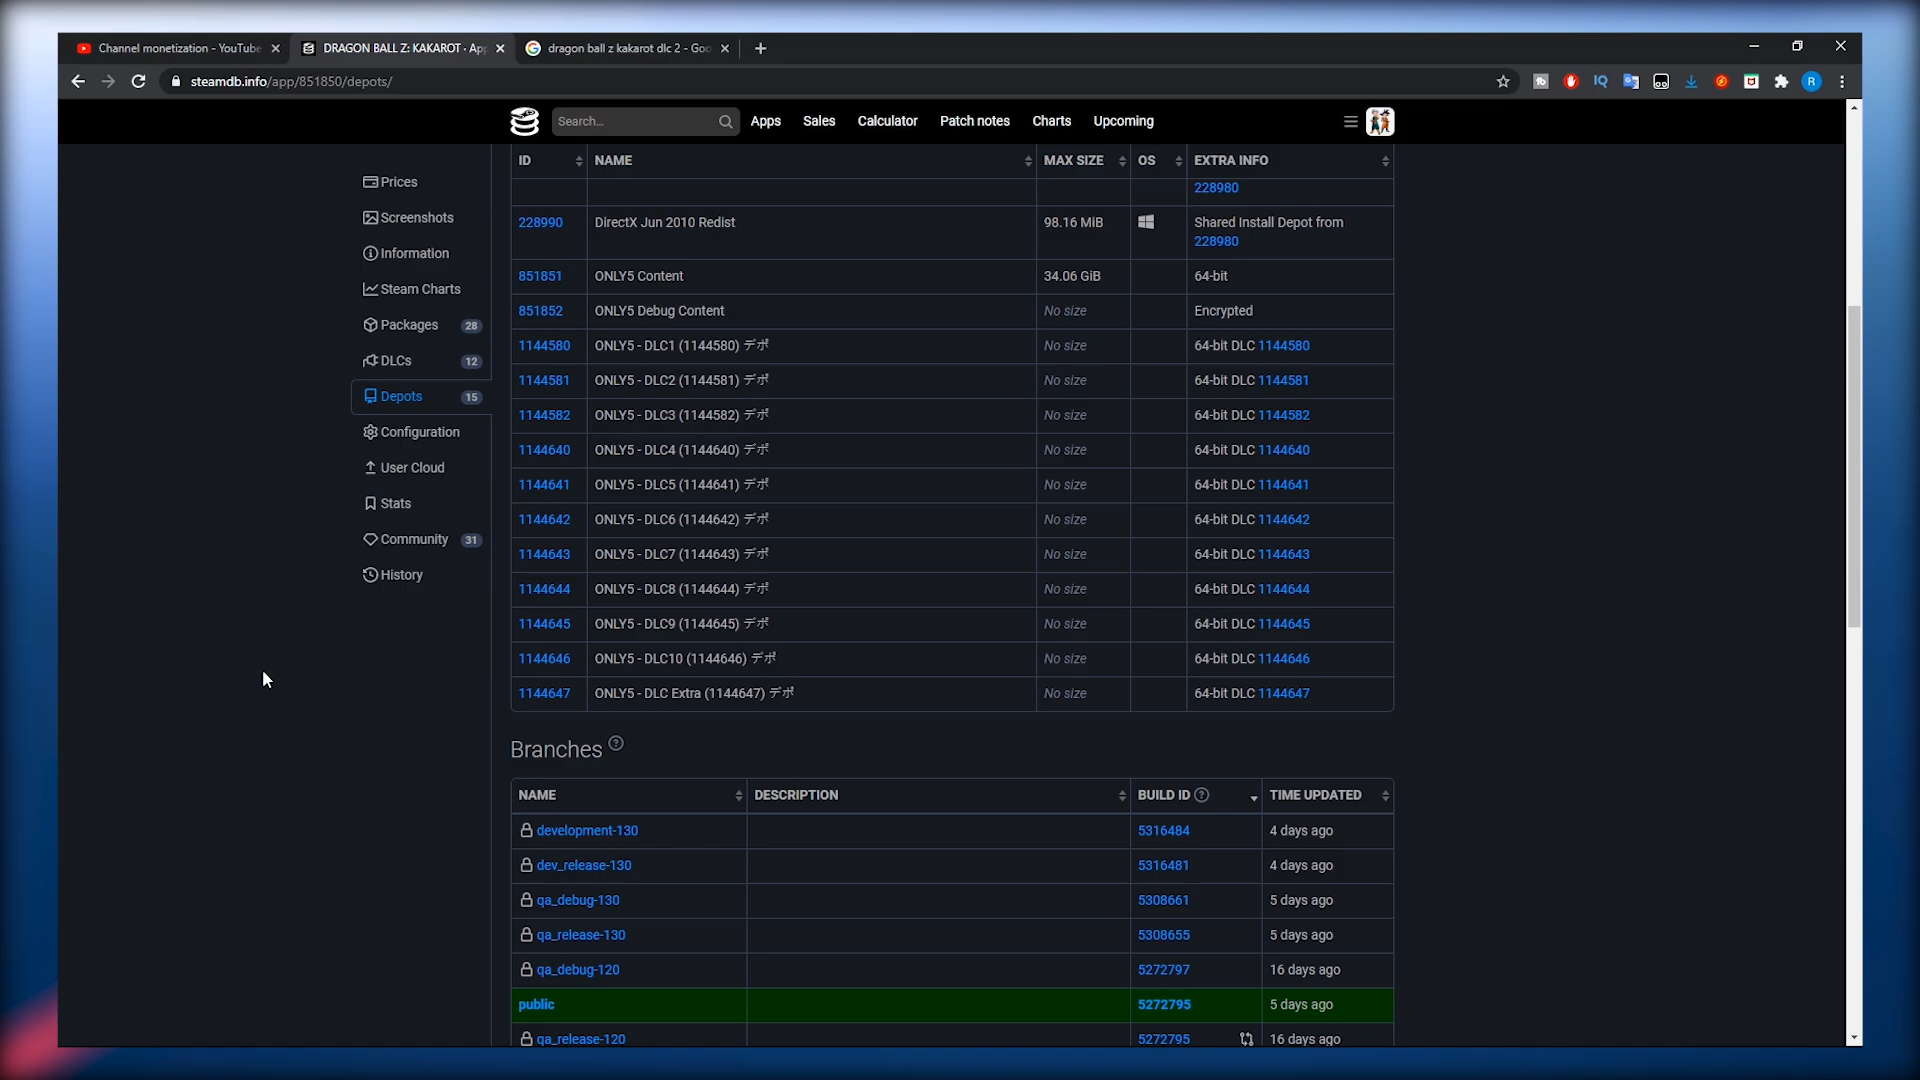 Channel monetization - YouTube
DRAGON BALL Z: KAKAROT - App
dragon ball z kakarot dlc 2 - Goo
steamdb.info/app/851850/depots/
Search...
Apps
Sales
Calculator
Patch notes
Charts
Upcoming
Prices
Screenshots
Information
Steam Charts
Packages 28
DLCs 12
Depots 15
Configuration
User Cloud
Stats
Community 31
History
ID NAME MAX SIZE OS EXTRA INFO
228980
228990 DirectX Jun 2010 Redist 98.16 MiB Shared Install Depot from
228980
851851 ONLY5 Content 34.06 GiB 64-bit
851852 ONLY5 Debug Content No size Encrypted
1144580 ONLY5 - DLC1 (1144580) デポ No size 64-bit DLC 1144580
1144581 ONLY5 - DLC2 (1144581) デポ No size 64-bit DLC 1144581
1144582 ONLY5 - DLC3 (1144582) デポ No size 64-bit DLC 1144582
1144640 ONLY5 - DLC4 (1144640) デポ No size 64-bit DLC 1144640
1144641 ONLY5 - DLC5 (1144641) デポ No size 64-bit DLC 1144641
1144642 ONLY5 - DLC6 (1144642) デポ No size 64-bit DLC 1144642
1144643 ONLY5 - DLC7 (1144643) デポ No size 64-bit DLC 1144643
1144644 ONLY5 - DLC8 (1144644) デポ No size 64-bit DLC 1144644
1144645 ONLY5 - DLC9 (1144645) デポ No size 64-bit DLC 1144645
1144646 ONLY5 - DLC10 (1144646) デポ No size 64-bit DLC 1144646
1144647 ONLY5 - DLC Extra (1144647) デポ No size 64-bit DLC 1144647
Branches
NAME DESCRIPTION BUILD ID TIME UPDATED
development-130 5316484 4 days ago
dev_release-130 5316481 4 days ago
qa_debug-130 5308661 5 days ago
qa_release-130 5308655 5 days ago
qa_debug-120 5272797 16 days ago
public 5272795 5 days ago
qa_release-120 5272795 16 days ago